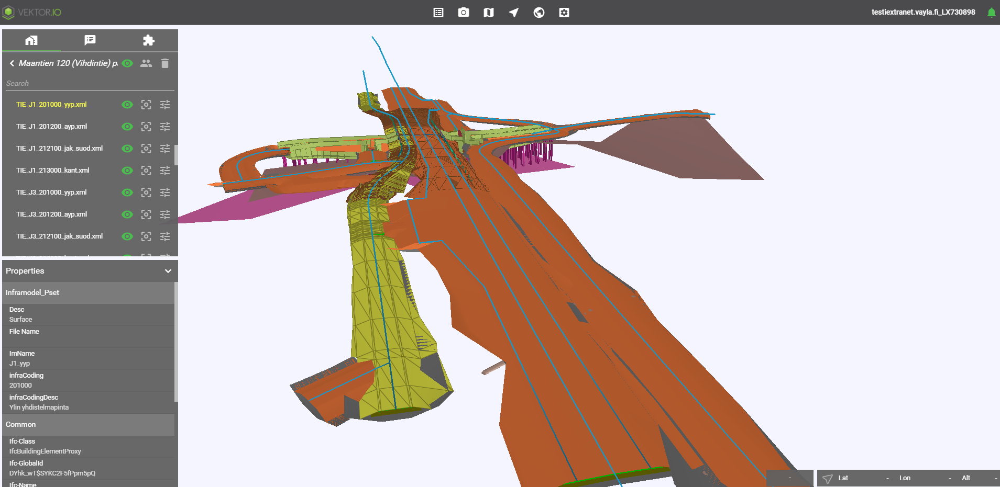 VEKTOR.IO
testiextranet.vayla.fi_LX730898
Maantien 120 (Vihdintie) p
Search
TIE_J1_201000_yyp.xml
TIE_J1_201200_ayp.xml
TIE_J1_212100_jak_suod.xml
TIE_J1_213000_kant.xml
TIE_J3_201000_yyp.xml
TIE_J3_201200_ayp.xml
TIE_J3_212100_jak_suod.xml
Properties
Inframodel_Pset
Desc
Surface
File Name
ImName
J1_yyp
infraCoding
201000
infraCodingDesc
Ylin yhdistelmapinta
Common
Ifc-Class
IfcBuildingElementProxy
Ifc-GlobalId
DYhk_wT$SYKC2F5fPpm5pQ
Ifc-Name
- Lat - Lon - Alt -